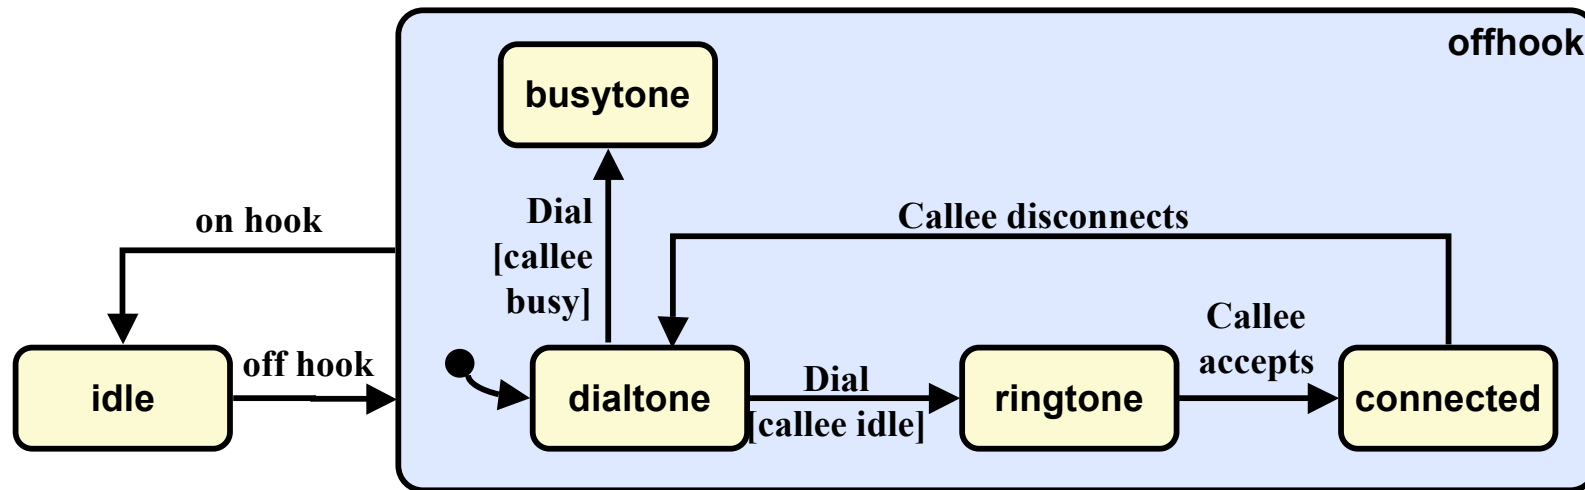 offhook
busytone
Dial
[callee
busy]
on hook
Callee disconnects
Callee
accepts
off hook
idle
dialtone
Dial
[callee idle]
ringtone
connected